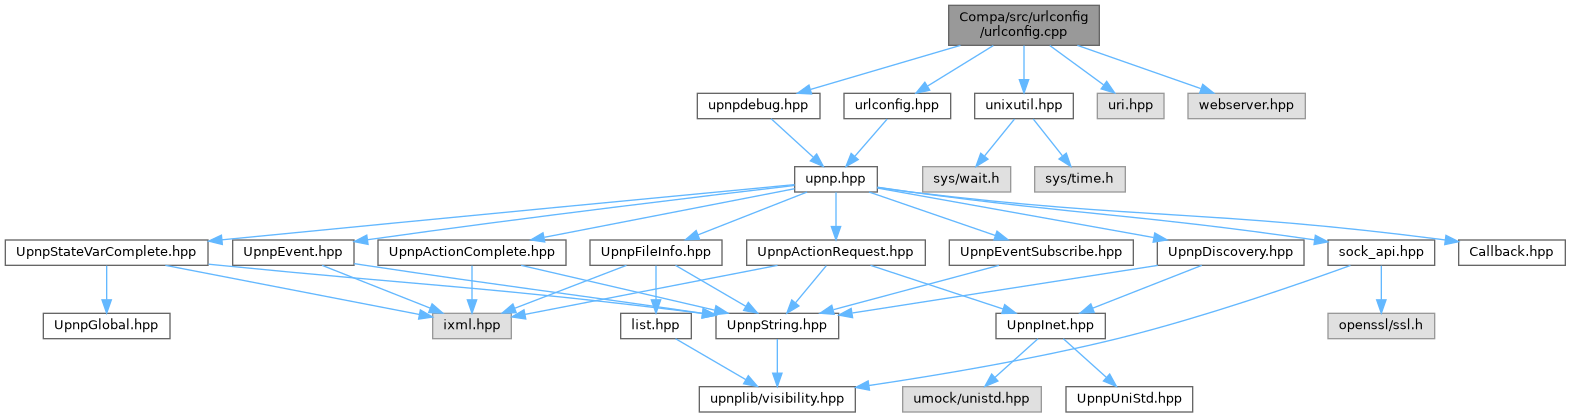 Compa/src/urlconfig
/urlconfig.cpp
upnpdebug.hpp
urlconfig.hpp
unixutil.hpp
uri.hpp
webserver.hpp
upnp.hpp
sys/wait.h
sys/time.h
UpnpStateVarComplete.hpp
UpnpEvent.hpp
UpnpActionComplete.hpp
UpnpFileInfo.hpp
UpnpActionRequest.hpp
UpnpEventSubscribe.hpp
UpnpDiscovery.hpp
sock_api.hpp
Callback.hpp
UpnpGlobal.hpp
ixml.hpp
list.hpp
UpnpString.hpp
UpnpInet.hpp
openssl/ssl.h
upnplib/visibility.hpp
umock/unistd.hpp
UpnpUniStd.hpp